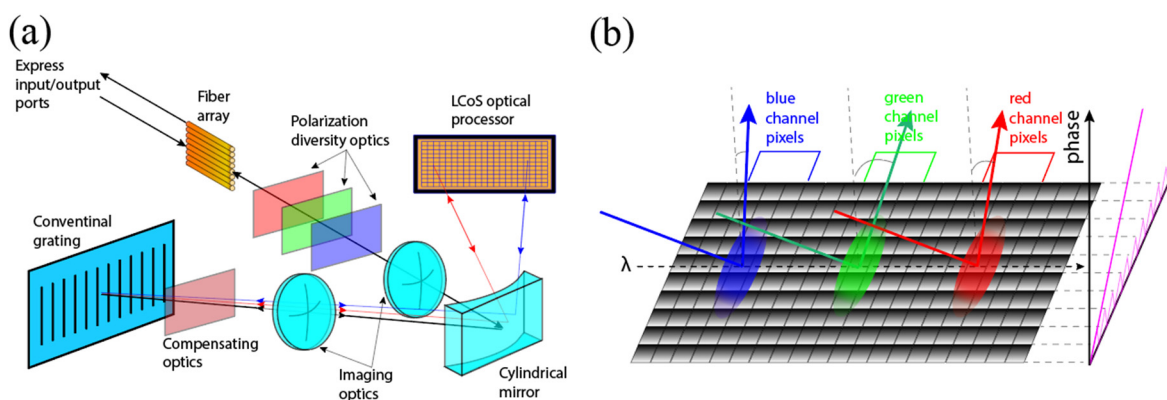 (a)
Express
input/output
ports
Fiber
array
Polarization
diversity optics
LCoS optical
processor
Conventinal
grating
Compensating
optics
Imaging
optics
Cylindrical
mirror
(b)
blue
channel
pixels
green
channel
pixels
red
channel
pixels
phase
λ